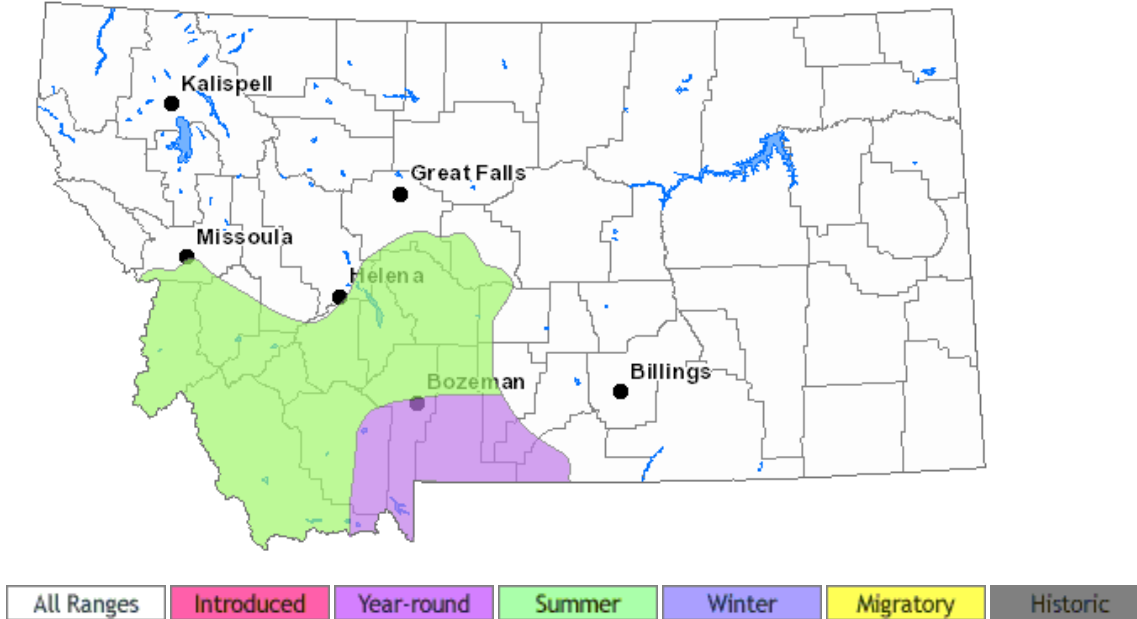 Kalispell
Great Falls
Missoula
Helena
Bozeman
Billings
All Ranges Introduced Year-round Summer Winter Migratory Historic